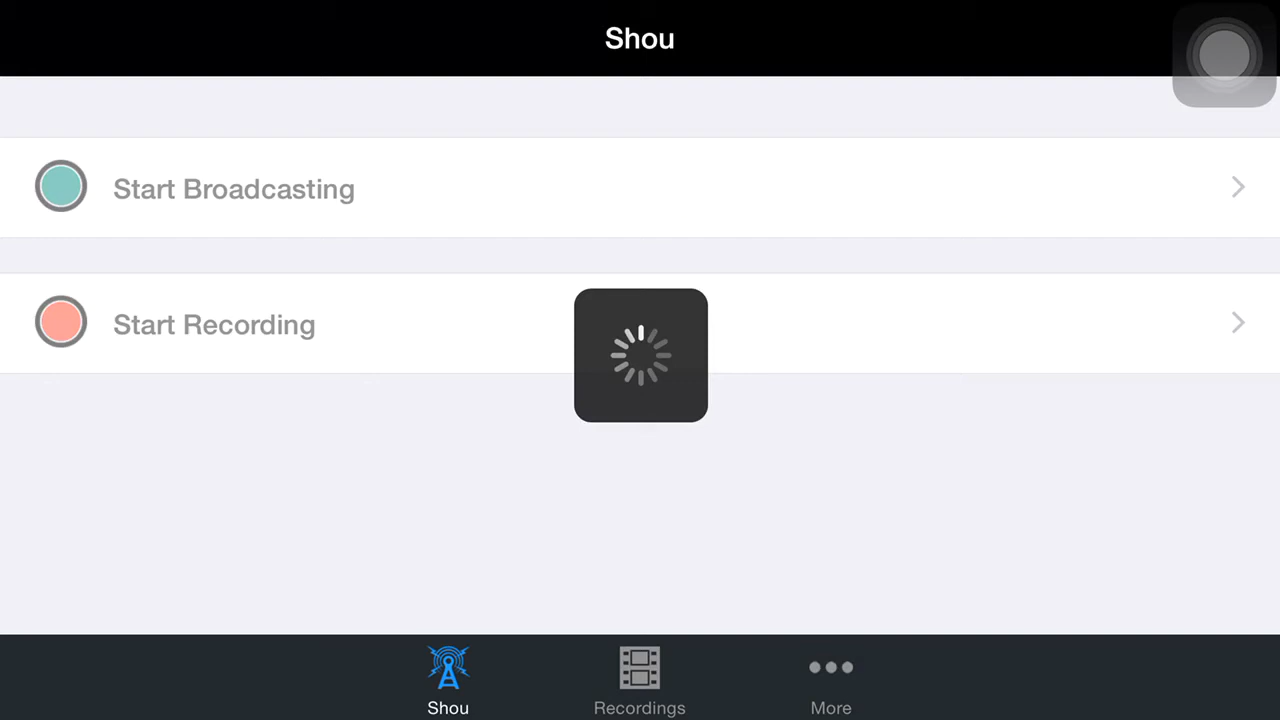 Shou
Start Broadcasting
Start Recording
Shou
Recordings
More